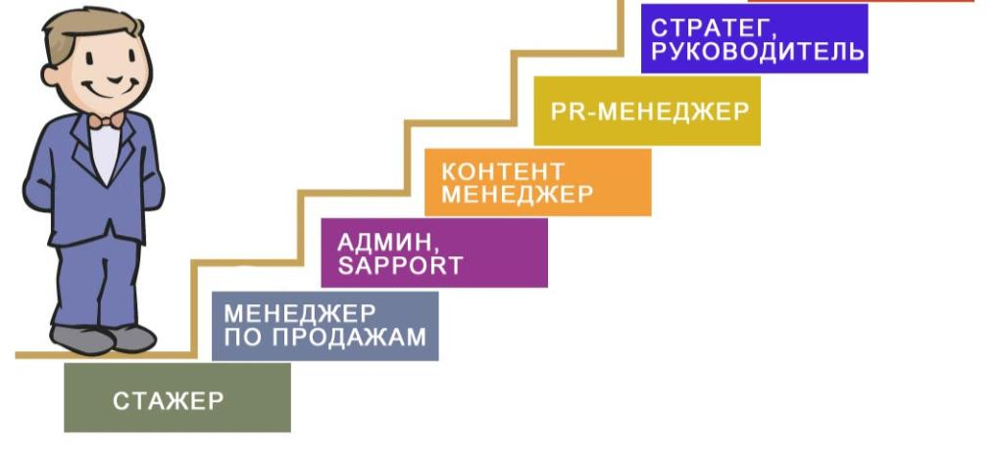 СТРАТЕГ,
РУКОВОДИТЕЛЬ
PR-МЕНЕДЖЕР
КОНТЕНТ
МЕНЕДЖЕР
АДМИН,
SAPPORT
МЕНЕДЖЕР
ПО ПРОДАЖАМ
СТАЖЕР